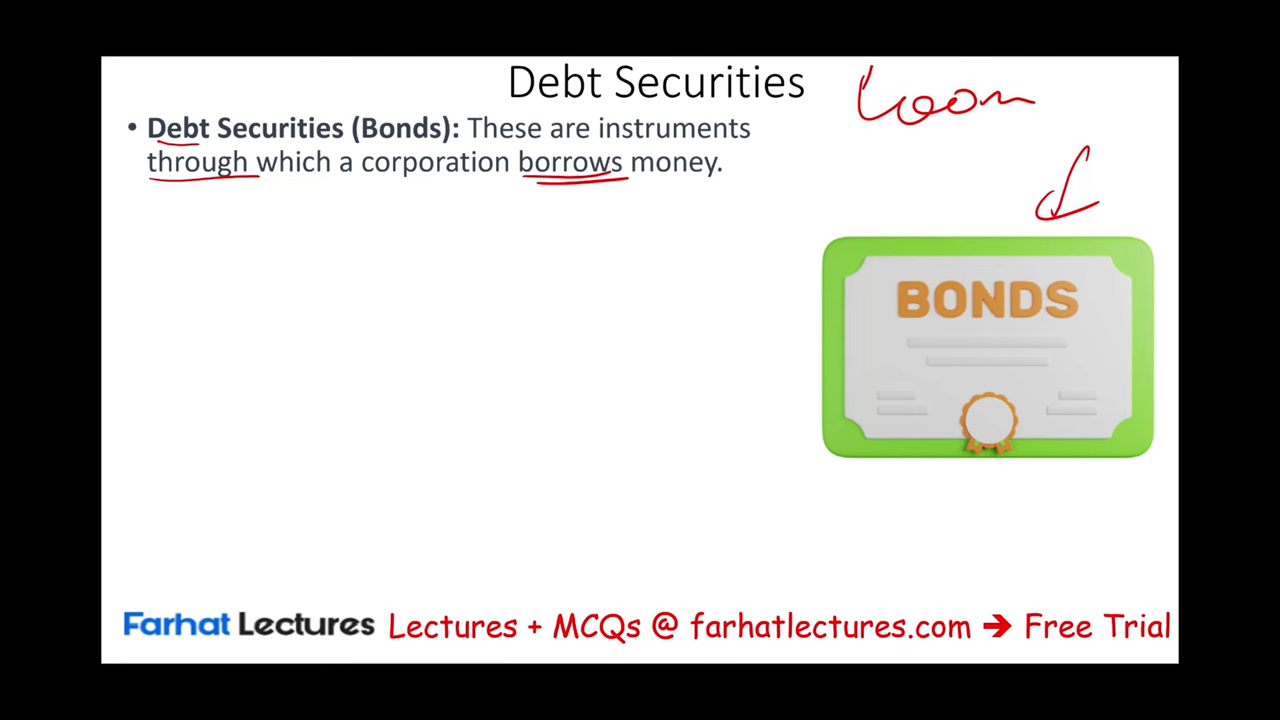 Debt Securities
loan
• Debt Securities (Bonds): These are instruments
through which a corporation borrows money.
BONDS
Farhat Lectures Lectures + MCQs @ farhatlectures.com → Free Trial